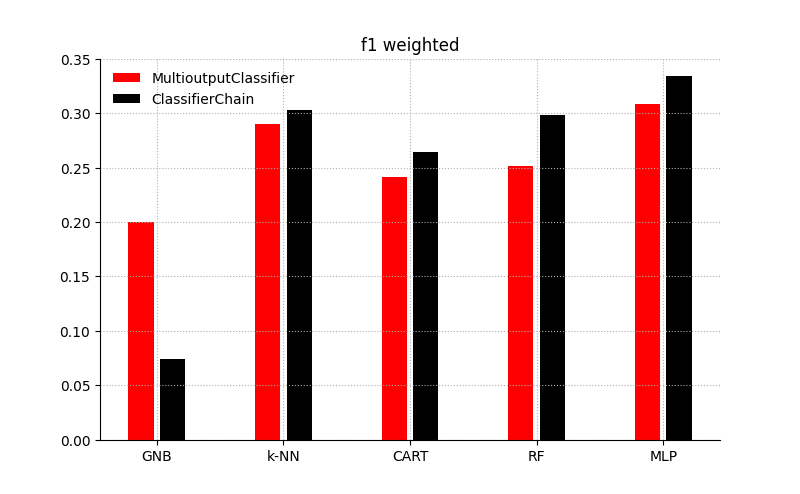 f1 weighted
0.35
0.30
0.25
0.20
0.15
0.10
0.05
0.00
MultioutputClassifier
ClassifierChain
GNB
k-NN
CART
RF
MLP